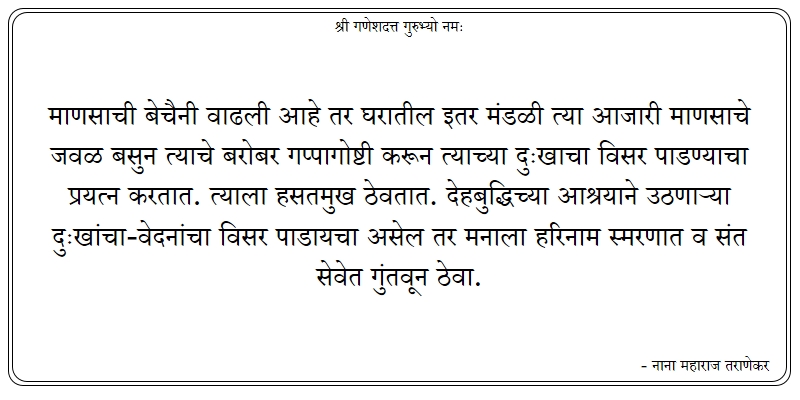 श्री गणेशदत्त गुरुभ्यो नमः
माणसाची बेचैनी वाढली आहे तर घरातील इतर मंडळी त्या आजारी माणसाचे
जवळ बसुन त्याचे बरोबर गप्पागोष्टी करून त्याच्या दुःखाचा विसर पाडण्याचा
प्रयत्न करतात. त्याला हसतमुख ठेवतात. देहबुद्धिच्या आश्रयाने उठणाऱ्या
दुःखांचा-वेदनांचा विसर पाडायचा असेल तर मनाला हरिनाम स्मरणात व संत
सेवेत गुंतवून ठेवा.
- नाना महाराज तराणेकर